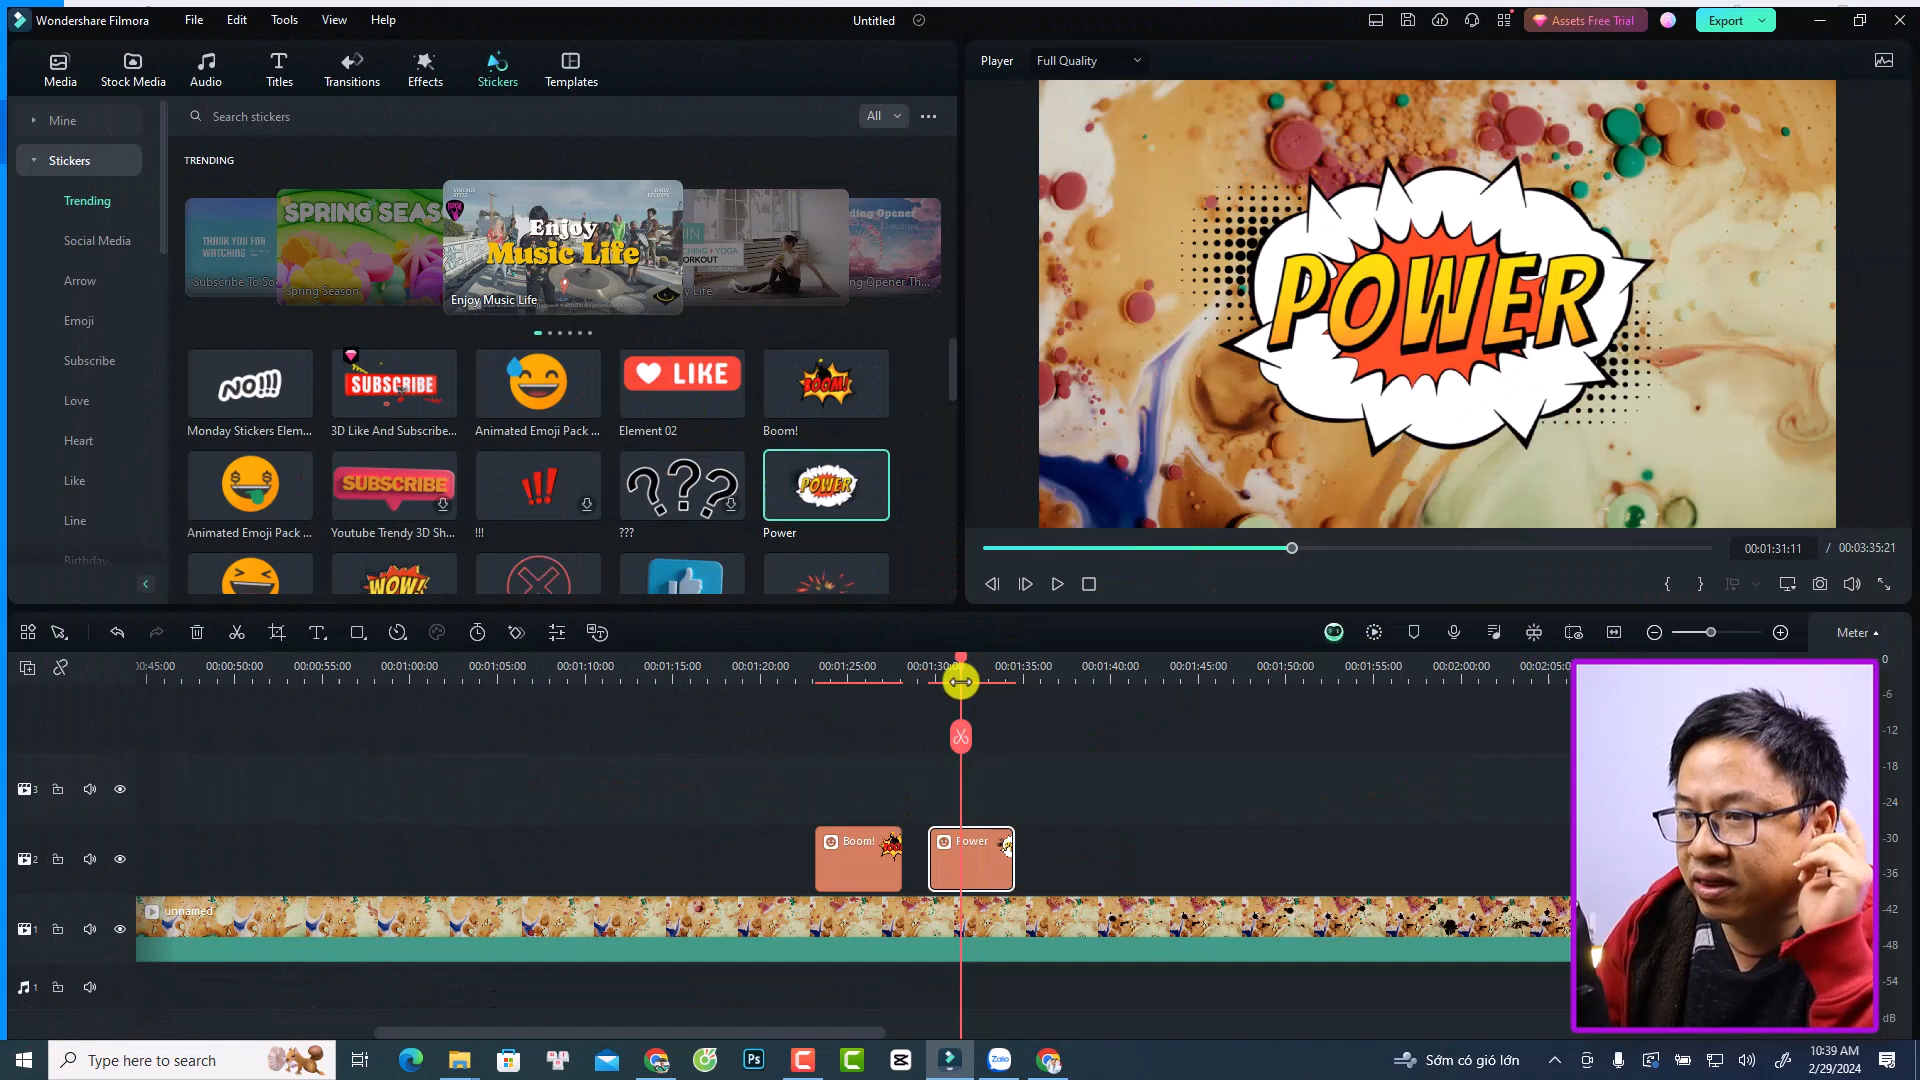 Wondershare Filmora
File
Edit
Tools
View
Help
Untitled
Assets Free Trial
Export
Media
Stock Media
Audio
Titles
Transitions
Effects
Stickers
Templates
Player
Full Quality
Mine
Search stickers
All
Stickers
TRENDING
Trending
Social Media
Arrow
Emoji
Subscribe
Love
Heart
Like
Line
Birthday
THANK YOU FOR
WATCHING
Subscribe To So
SPRING SEAS
Spring Season
Enjoy
Music Life
Enjoy Music Life
ORKOUT
y Life
ding Opener
ng Opener Th...
NO!!!
SUBSCRIBE
LIKE
BOOM!
Monday Stickers Elem...
3D Like And Subscribe...
Animated Emoji Pack ...
Element 02
Boom!
SUBSCRIBE
!!!
???
POWER
Animated Emoji Pack ...
Youtube Trendy 3D Sh...
!!!
???
Power
WOW!
POWER
00:01:31:11 / 00:03:35:21
Meter
00:45:00
00:00:50:00
00:00:55:00
00:01:00:00
00:01:05:00
00:01:10:00
00:01:15:00
00:01:20:00
00:01:25:00
00:01:30:00
00:01:35:00
00:01:40:00
00:01:45:00
00:01:50:00
00:01:55:00
00:02:00:00
00:02:05:00
0
-6
-12
-18
-24
-30
-36
-42
-48
-54
dB
3
2
Boom!
Power
1
unnamed
1
Type here to search
Ps
Zalo
Sớm có gió lớn
10:39 AM
2/29/2024